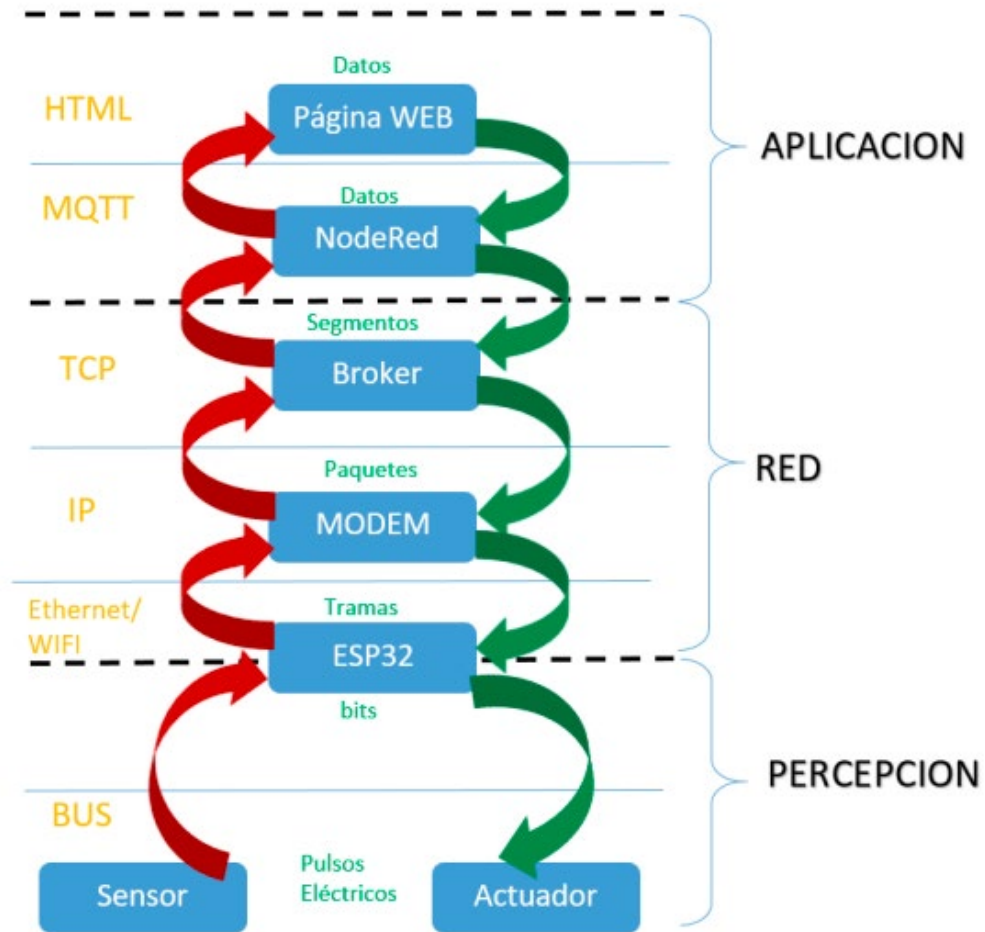 Datos
HTML
Página WEB
APLICACION
MQTT
Datos
NodeRed
Segmentos
TCP
Broker
RED
Paquetes
IP
MODEM
Ethernet/
WIFI
Tramas
ESP32
bits
PERCEPCION
BUS
Pulsos
Eléctricos
Sensor
Actuador